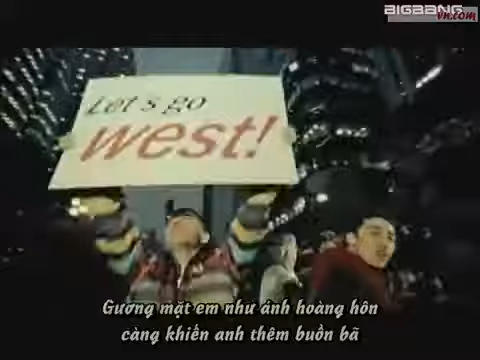 BIGBANG
vn.com
Let's go
west!
Gương mặt em như ánh hoàng hôn
càng khiến anh thêm buồn bã